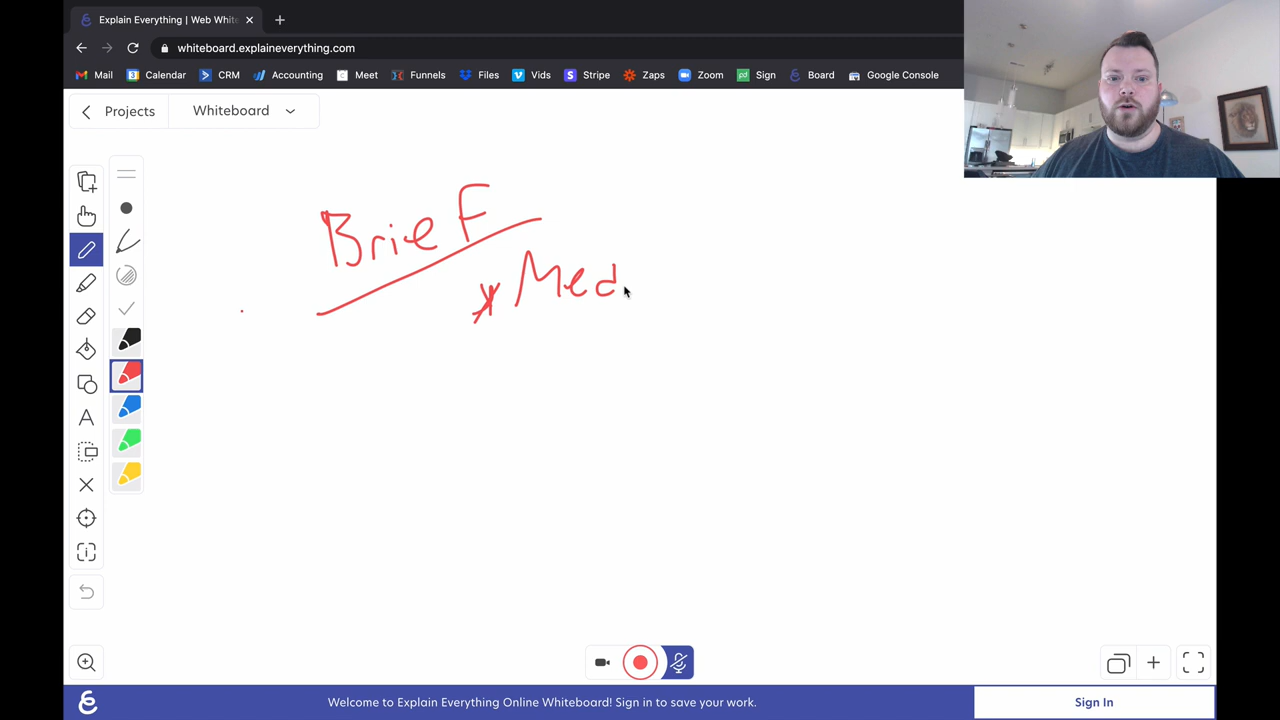 Explain Everything | Web White
whiteboard.explaineverything.com
Mail Calendar CRM Accounting Meet Funnels Files Vids Stripe Zaps Zoom Sign Board Google Console
Projects Whiteboard
BrieF
* Med
A
Welcome to Explain Everything Online Whiteboard! Sign in to save your work. Sign In